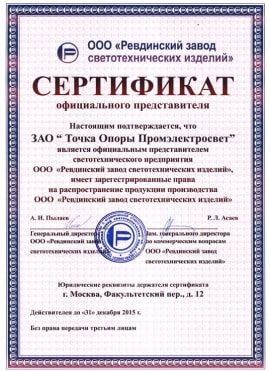 ООО «Ревдинский завод
светотехнических изделий»
СЕРТИФИКАТ
официального представителя
Настоящим подтверждается, что
ЗАО “ Точка Опоры Промэлектросвет”
является официальным представителем
светотехнического предприятия
ООО «Ревдинский завод светотехнических изделий»,
имеет зарегестрированные права
на распространение продукции производства
ООО «Ревдинский завод светотехнических изделий»
А. И. Пылаев
Р. Л. Асаев
Генеральный директор
ООО «Ревдинский завод
светотехнических изделий»
Зам. генерального директора
по коммерческим вопросам
ООО «Ревдинский завод
светотехнических изделий»
Юридические реквизиты держателя сертификата
г. Москва, Факультетский пер., д. 12
Действителен до «31» декабря 2015 г.
Без права передачи третьим лицам